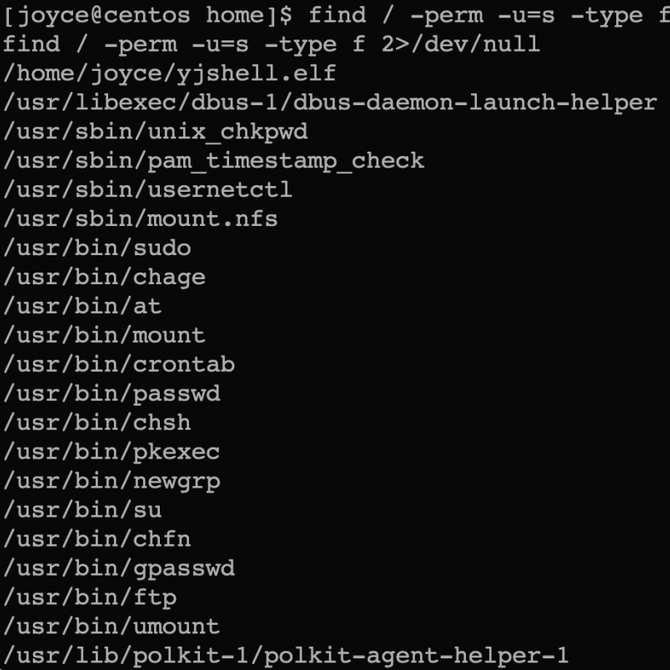 [joyce@centos home]$ find / -perm -u=s -type f
find / -perm -u=s -type f 2>/dev/null
/home/joyce/yjshell.elf
/usr/libexec/dbus-1/dbus-daemon-launch-helper
/usr/sbin/unix_chkpwd
/usr/sbin/pam_timestamp_check
/usr/sbin/usernetctl
/usr/sbin/mount.nfs
/usr/bin/sudo
/usr/bin/chage
/usr/bin/at
/usr/bin/mount
/usr/bin/crontab
/usr/bin/passwd
/usr/bin/chsh
/usr/bin/pkexec
/usr/bin/newgrp
/usr/bin/su
/usr/bin/chfn
/usr/bin/gpasswd
/usr/bin/ftp
/usr/bin/umount
/usr/lib/polkit-1/polkit-agent-helper-1